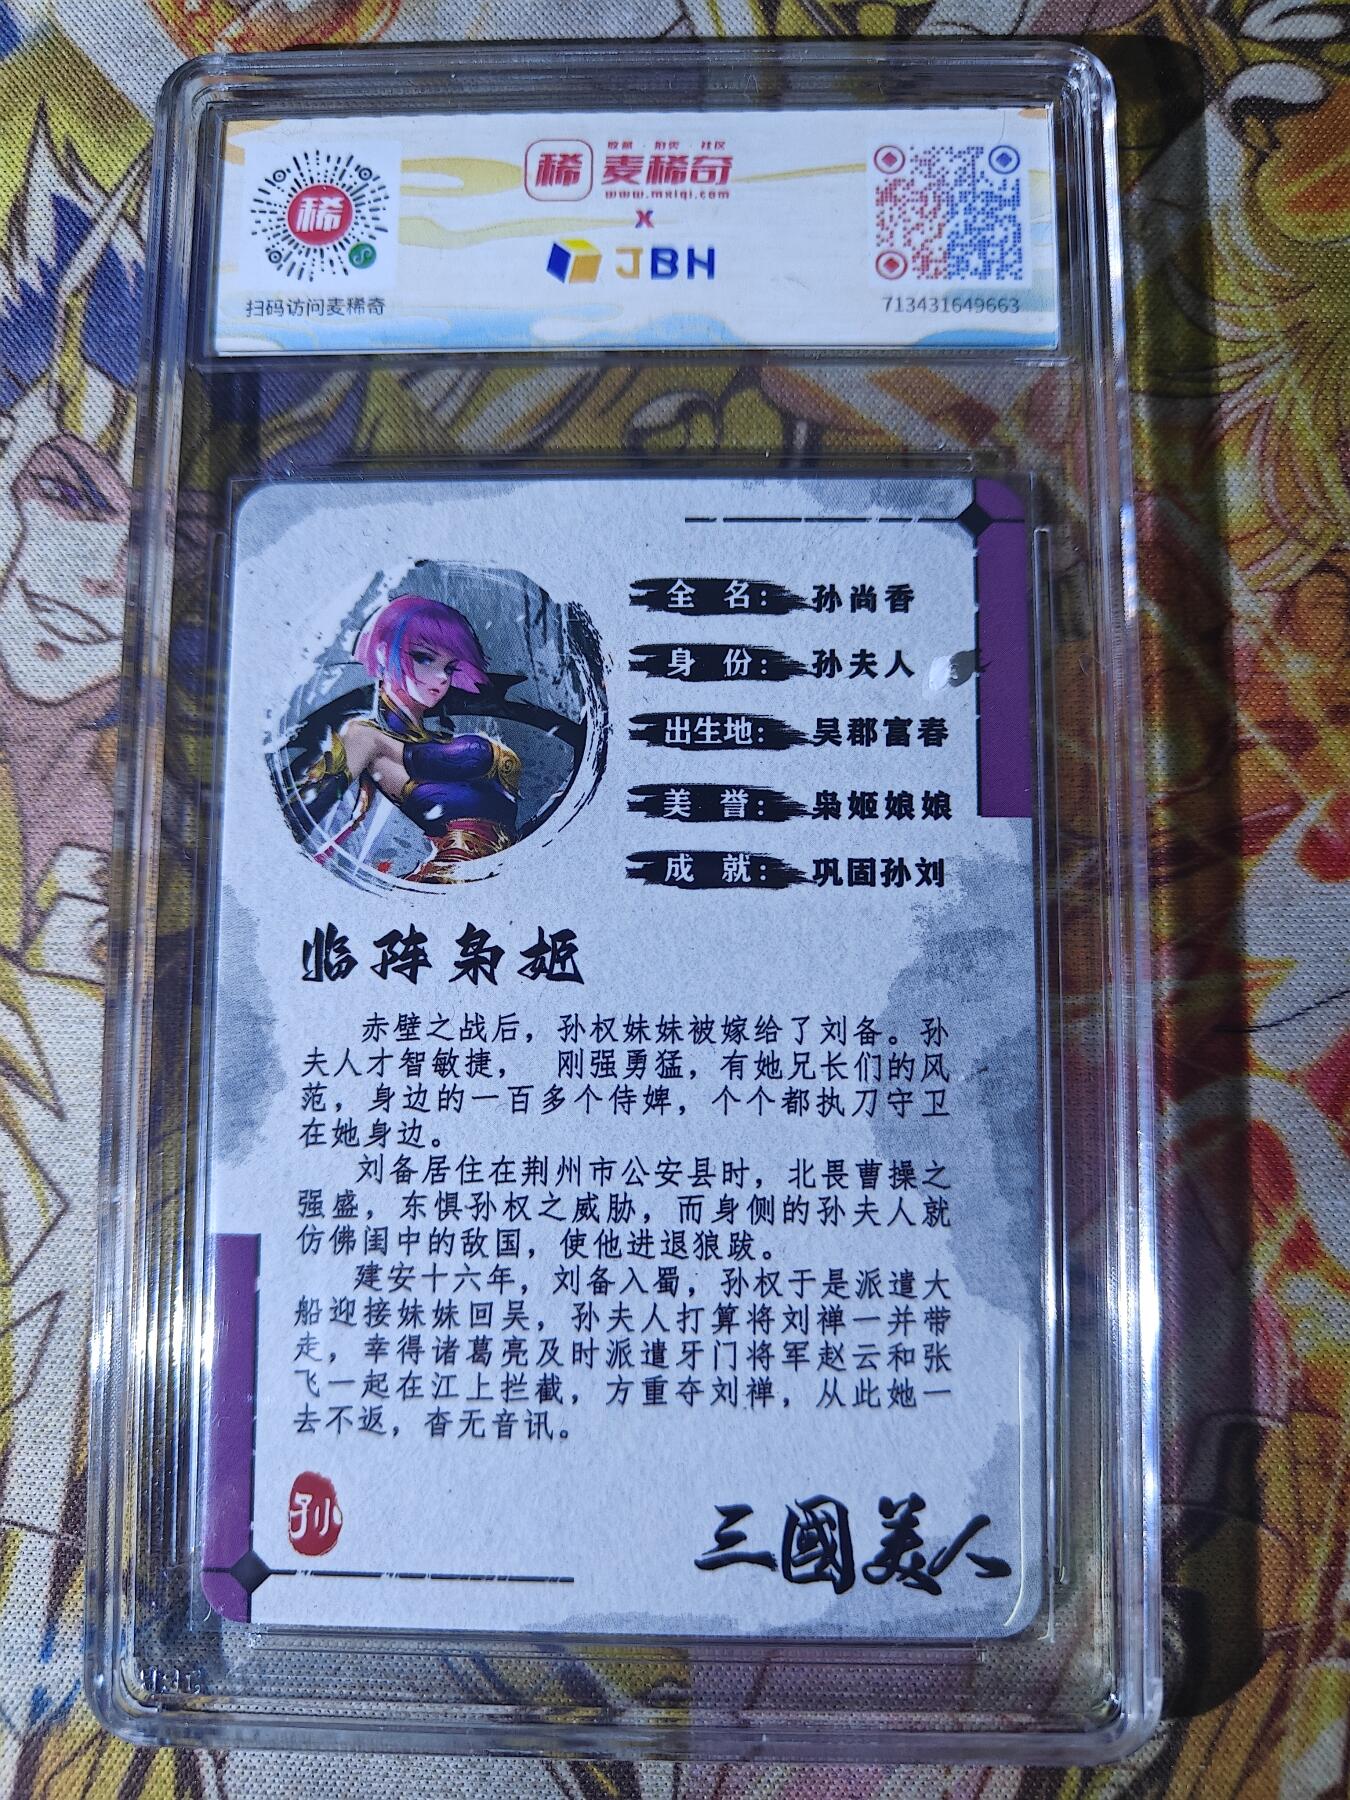 稀
扫码访问麦稀奇
收藏·拍卖·社区
稀 麦稀奇
www.mxiqi.com
X
JBH
713431649663
全 名：孙尚香
身 份：孙夫人
出生地：吴郡富春
美 誉：枭姬娘娘
成 就：巩固孙刘
临阵枭姬
赤壁之战后，孙权妹妹被嫁给了刘备。孙
夫人才智敏捷， 刚强勇猛，有她兄长们的风
范，身边的一百多个侍婢，个个都执刀守卫
在她身边。
刘备居住在荆州市公安县时，北畏曹操之
强盛，东惧孙权之威胁，而身侧的孙夫人就
仿佛闺中的敌国，使他进退狼跋。
建安十六年，刘备入蜀，孙权于是派遣大
船迎接妹妹回吴，孙夫人打算将刘禅一并带
走，幸得诸葛亮及时派遣牙门将军赵云和张
飞一起在江上拦截，方重夺刘禅，从此她一
去不返，杳无音讯。
孙
三國美人